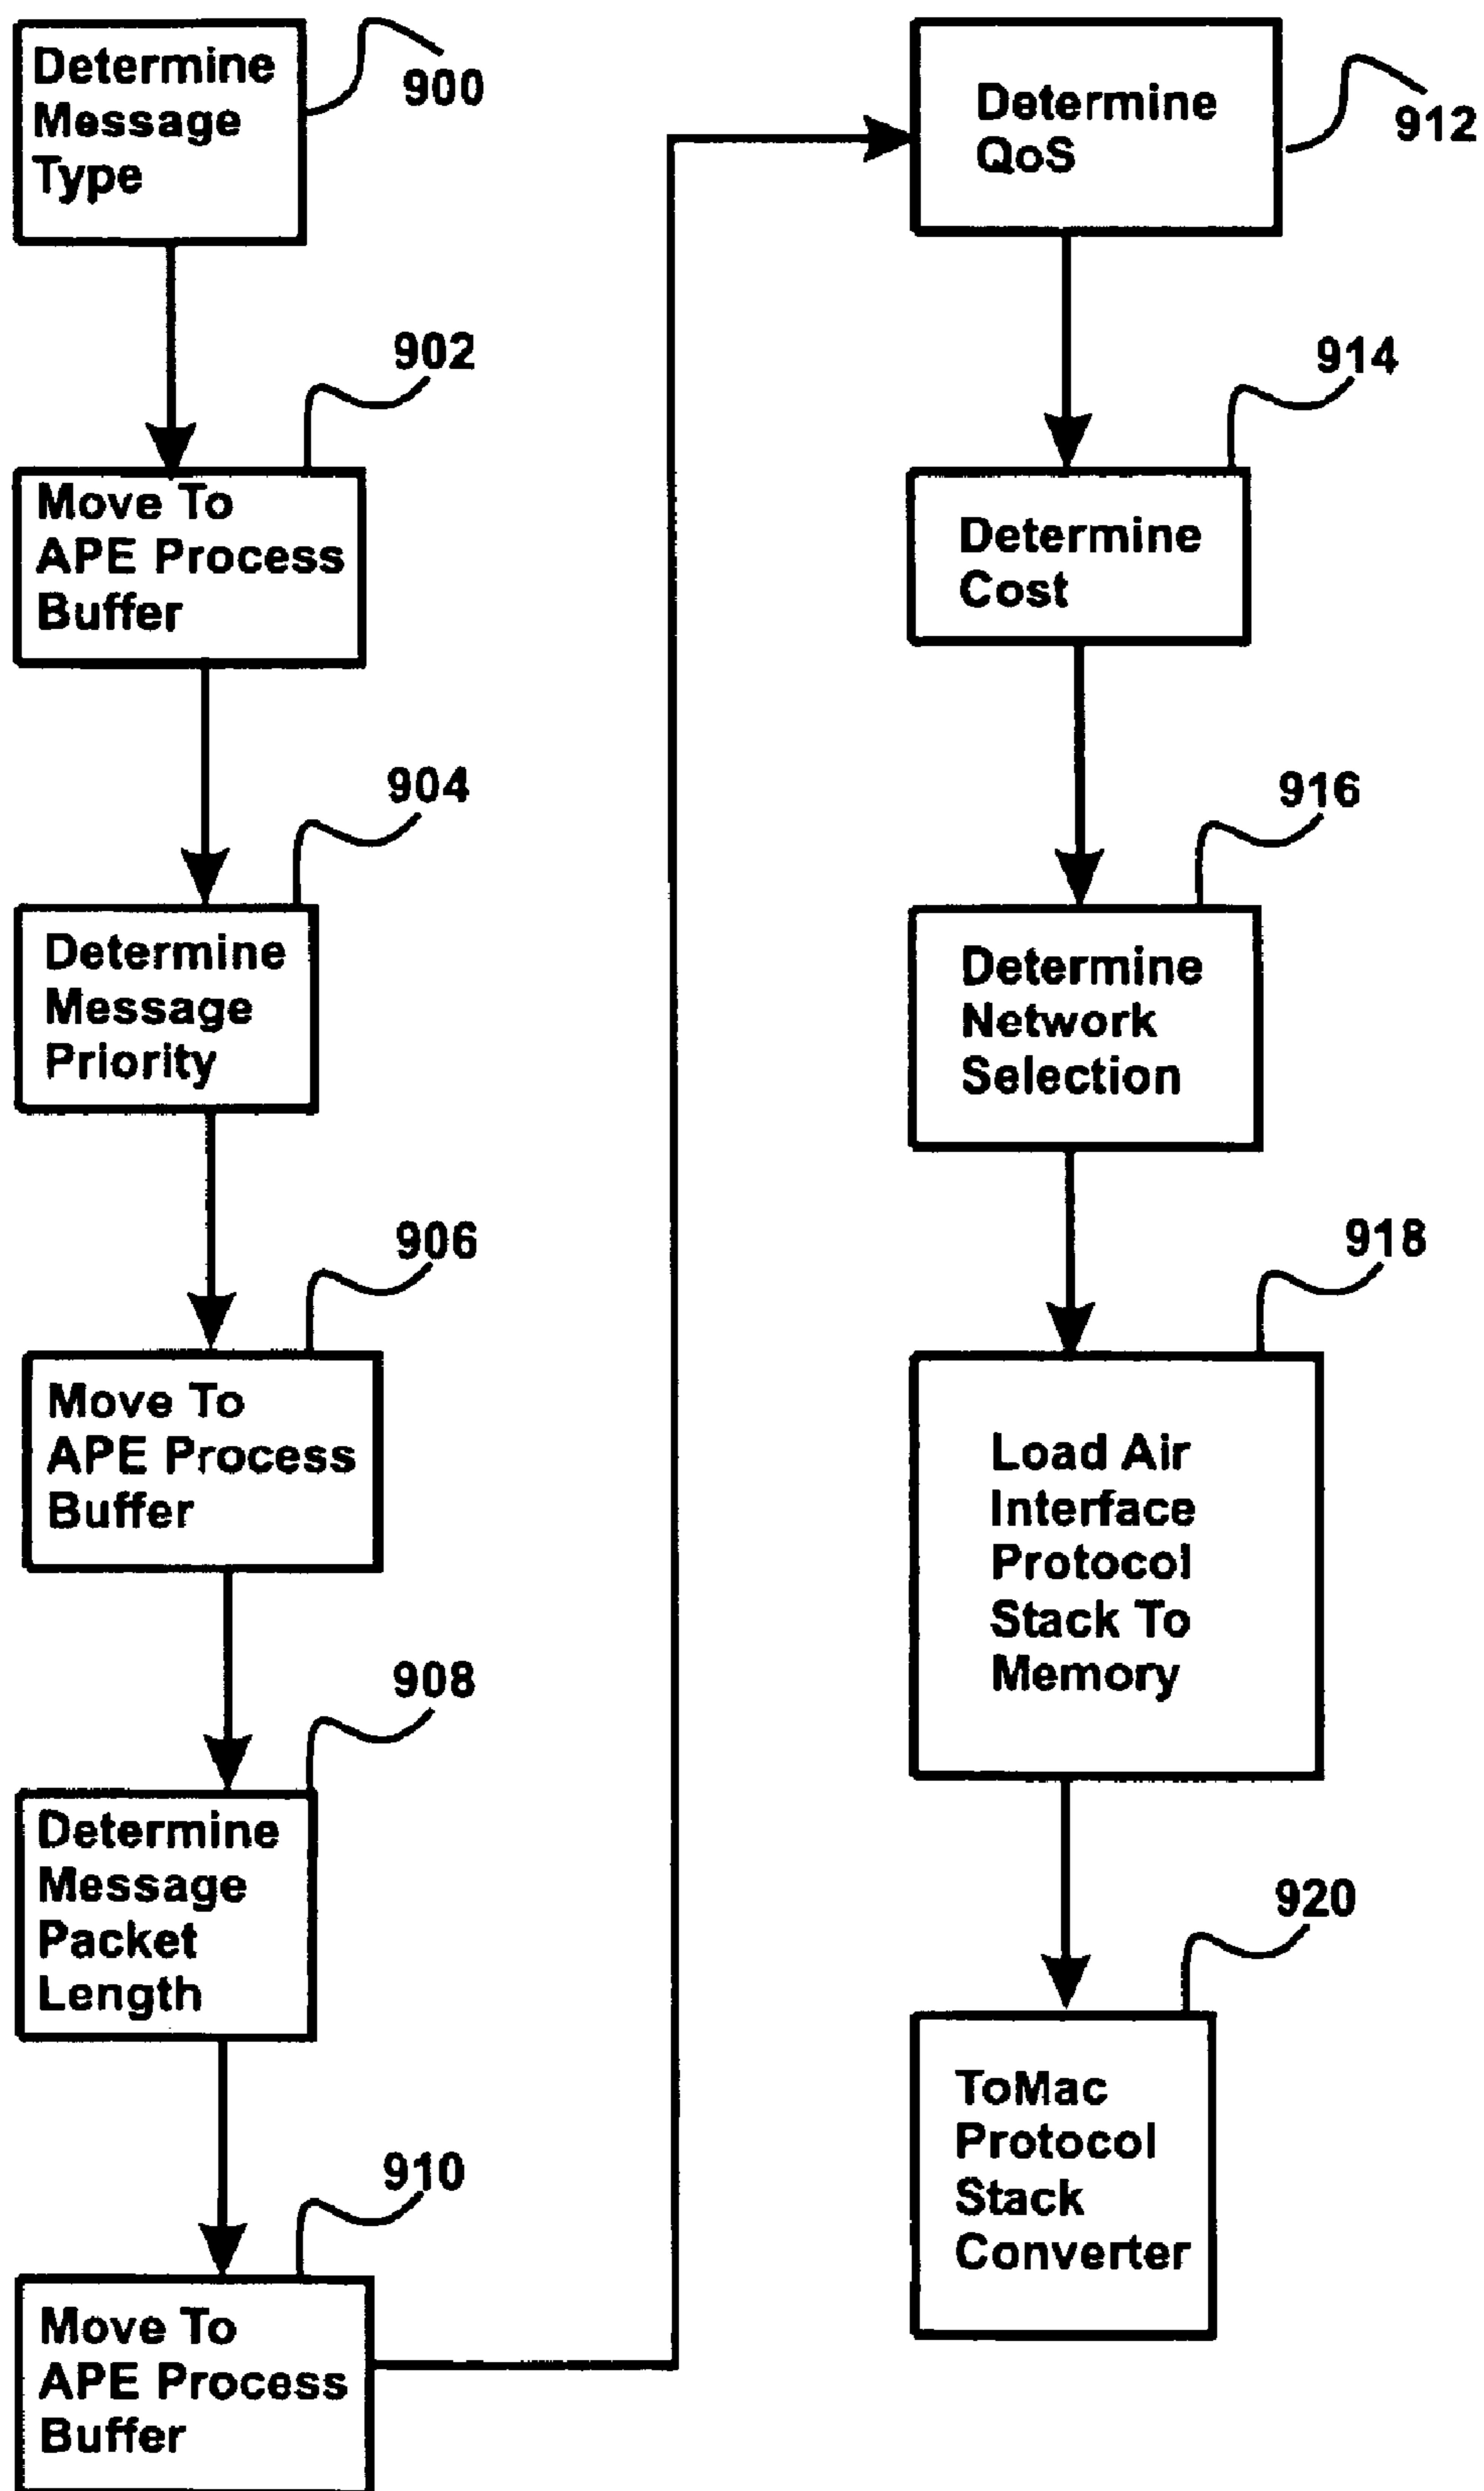 Determine
Message
Type
900
902
Move To
APE Process
Buffer
904
Determine
Message
Priority
906
Move To
APE Process
Buffer
908
Determine
Message
Packet
Length
910
Move To
APE Process
Buffer
Determine
QoS
912
914
Determine
Cost
916
Determine
Network
Selection
918
Load Air
Interface
Protocol
Stack To
Memory
920
ToMac
Protocol
Stack
Converter